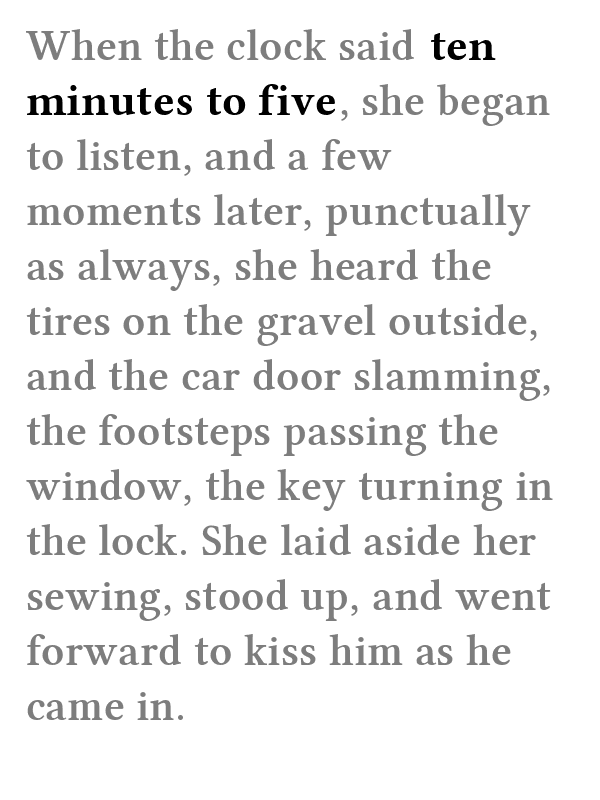 When the clock said ten
minutes to five, she began
to listen, and a few
moments later, punctually
as always, she heard the
tires on the gravel outside,
and the car door slamming,
the footsteps passing the
window, the key turning in
the lock. She laid aside her
sewing, stood up, and went
forward to kiss him as he
came in.